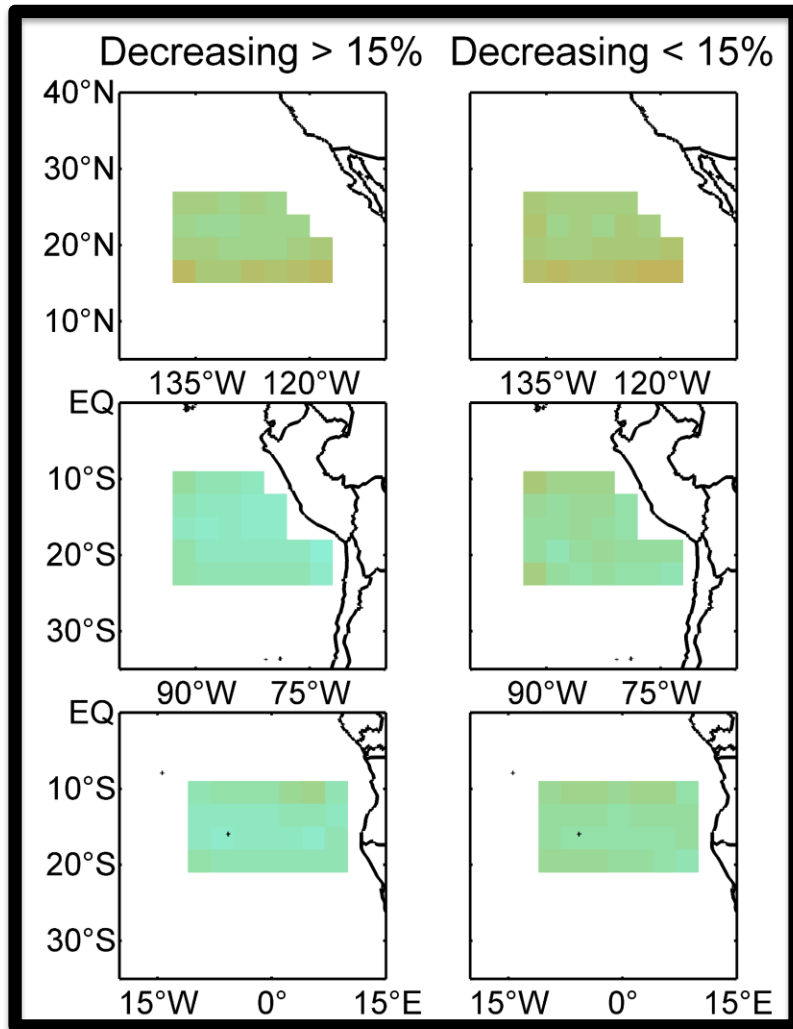 Decreasing > 15% Decreasing < 15%
40°N
30°N
20°N
10°N
135°W 120°W 135°W 120°W
EQ
10°S
20°S
30°S
90°W 75°W 90°W 75°W
EQ
10°S
20°S
30°S
15°W 0° 15°E 15°W 0° 15°E